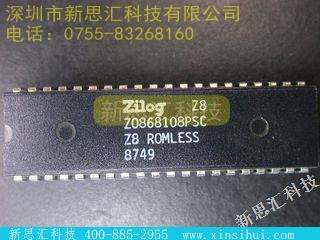 深圳市新思汇科技有限公司
电话：0755-83268160
Zilog Z8
Z0868108PSC
Z8 ROMLESS
8749
新思汇科技
新思汇科技 400-885-2955 www.xinsihui.com